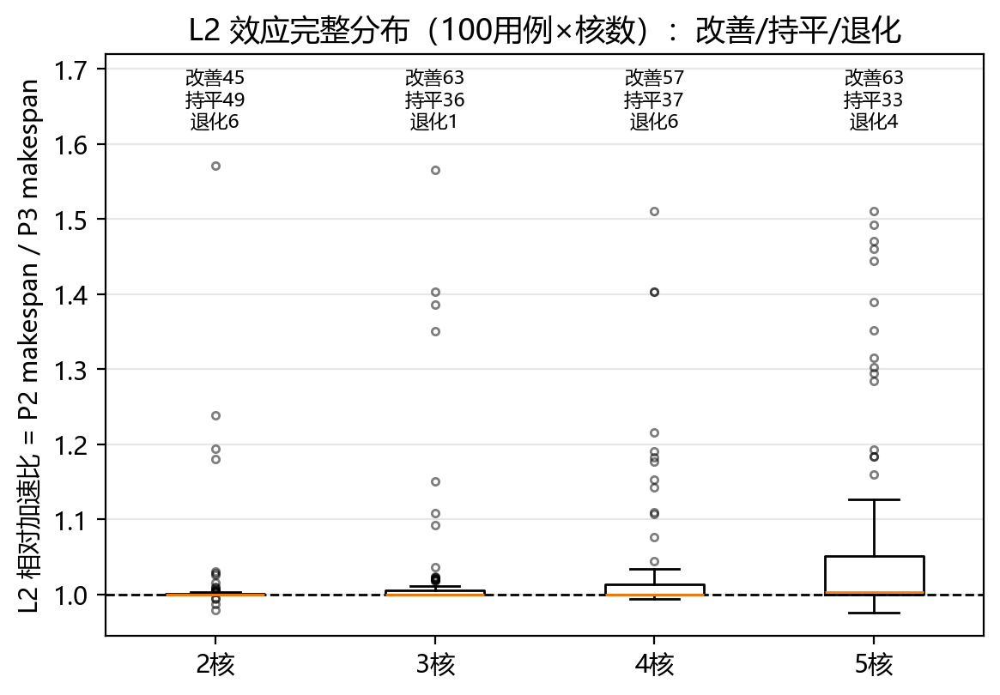 L2 效应完整分布（100用例×核数）：改善/持平/退化
L2 相对加速比 = P2 makespan / P3 makespan
1.7
1.6
1.5
1.4
1.3
1.2
1.1
1.0
改善45
持平49
退化6
改善63
持平36
退化1
改善57
持平37
退化6
改善63
持平33
退化4
2核
3核
4核
5核